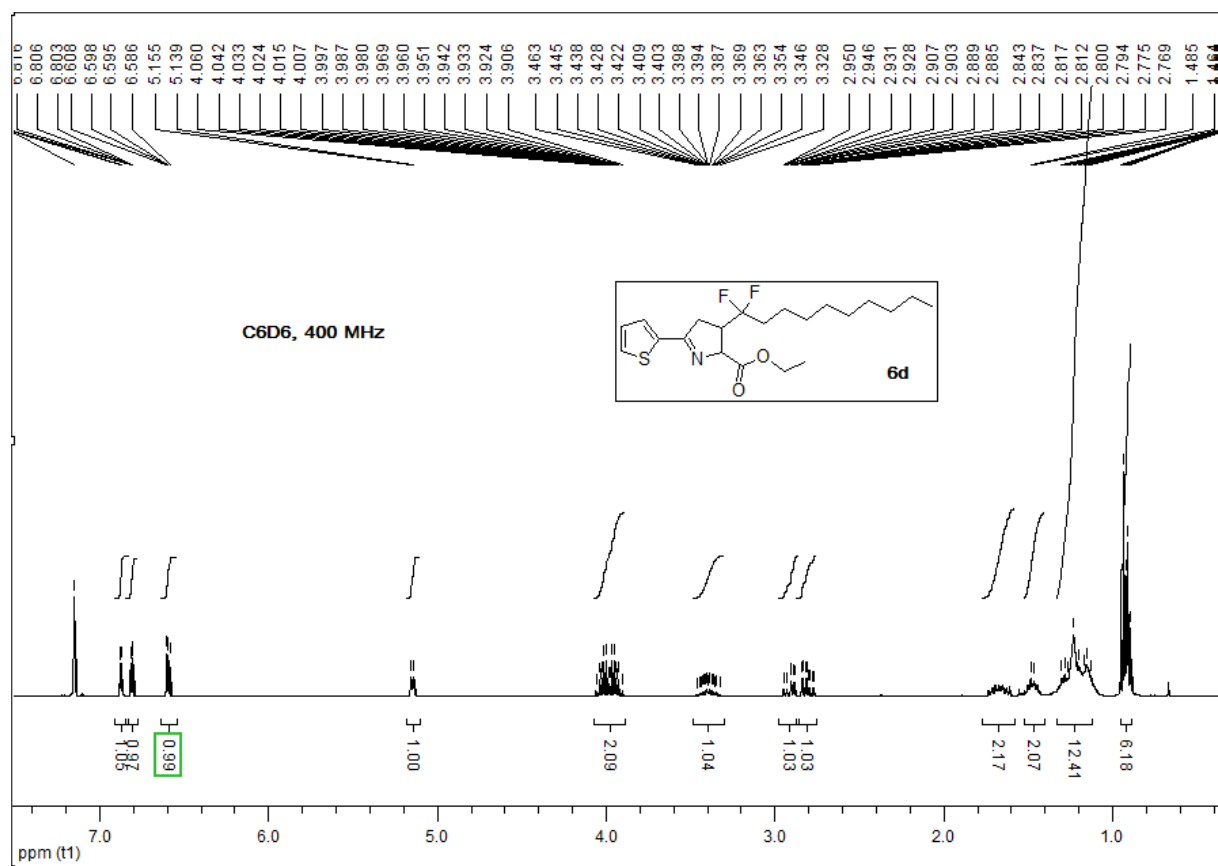 6.816 6.806 6.803 6.608 6.598 6.595 6.586 5.155 5.139 4.060 4.042 4.033 4.024 4.015 4.007 3.997 3.987 3.980 3.969 3.960 3.951 3.942 3.933 3.924 3.906 3.463 3.445 3.438 3.428 3.422 3.409 3.403 3.398 3.394 3.387 3.369 3.363 3.354 3.346 3.328 2.950 2.946 2.931 2.928 2.907 2.903 2.889 2.885 2.843 2.837 2.817 2.812 2.800 2.794 2.775 2.769 1.485
F F
C6D6, 400 MHz
S N O
O
6d
1.05 0.97 0.99 1.00 2.09 1.04 1.03 1.03 2.17 2.07 12.41 6.18
7.0 6.0 5.0 4.0 3.0 2.0 1.0
ppm (t1)